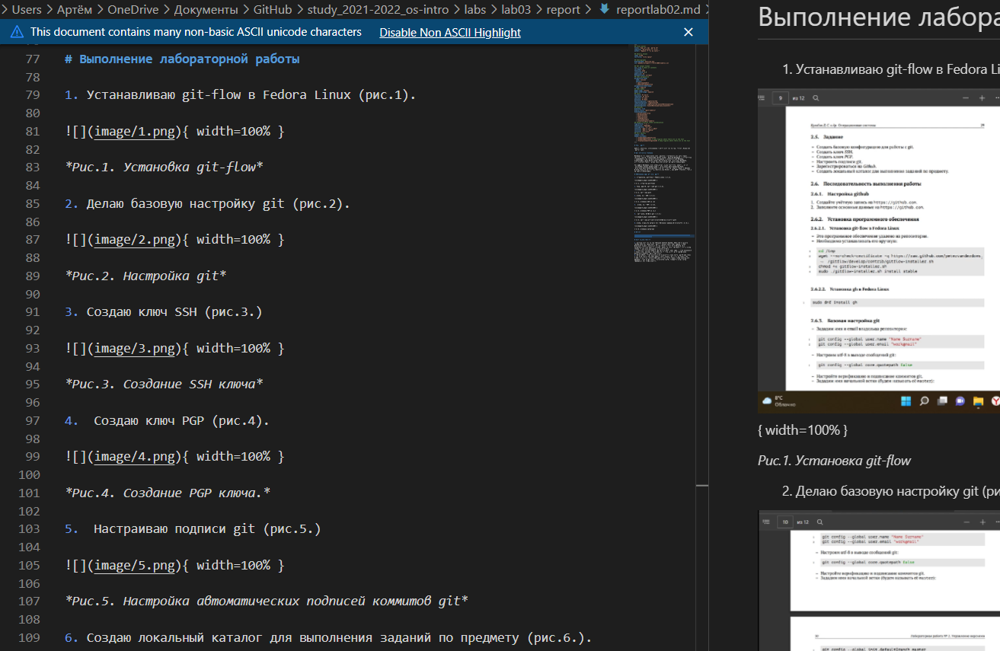 Users > Артём > OneDrive > Документы > GitHub > study_2021-2022_os-intro > labs > lab03 > report > reportlab02.md >
This document contains many non-basic ASCII unicode characters Disable Non ASCII Highlight
77 # Выполнение лабораторной работы
78
79 1. Устанавливаю git-flow в Fedora Linux (рис.1).
80
81 ![](image/1.png){ width=100% }
82
83 *Рис.1. Установка git-flow*
84
85 2. Делаю базовую настройку git (рис.2).
86
87 ![](image/2.png){ width=100% }
88
89 *Рис.2. Настройка git*
90
91 3. Создаю ключ SSH (рис.3.)
92
93 ![](image/3.png){ width=100% }
94
95 *Рис.3. Создание SSH ключа*
96
97 4.  Создаю ключ PGP (рис.4).
98
99 ![](image/4.png){ width=100% }
100
101 *Рис.4. Создание PGP ключа.*
102
103 5.  Настраиваю подписи git (рис.5.)
104
105 ![](image/5.png){ width=100% }
106
107 *Рис.5. Настройка автоматических подписей коммитов git*
108
109 6. Создаю локальный каталог для выполнения заданий по предмету (рис.6.).
Выполнение лабора
1. Устанавливаю git-flow в Fedora Li
9 из 12
2.5. Задание
– Создать базовую конфигурацию для работы с git.
– Создать ключ SSH.
– Создать ключ PGP.
– Настроить подписи git.
– Зарегистрироваться на Github.
– Создать локальный каталог для выполнения заданий по предмету.
2.6. Последовательность выполнения работы
2.6.1. Настройка github
1. Создайте учётную запись на https://github.com.
2. Заполните основные данные на https://github.com.
2.6.2. Установка программного обеспечения
2.6.2.1. Установка git-flow в Fedora Linux
– Это программное обеспечение удалено из репозитория.
– Необходимо устанавливать его вручную:
cd /tmp
wget --no-check-certificate -q https://raw.github.com/petervanderdoes
/gitflow/develop/contrib/gitflow-installer.sh
chmod +x gitflow-installer.sh
sudo ./gitflow-installer.sh install stable
2.6.2.2. Установка gh в Fedora Linux
sudo dnf install gh
2.6.3. Базовая настройка git
– Зададим имя и email владельца репозитория:
git config --global user.name "Name Surname"
git config --global user.email "work@mail"
– Настроим utf-8 в выводе сообщений git:
git config --global core.quotepath false
– Настройте верификацию и подписание коммитов git.
– Зададим имя начальной ветки (будем называть её master):
8°C
Облачно
{ width=100% }
Рис.1. Установка git-flow
2. Делаю базовую настройку git (ри
10 из 12
git config --global user.name "Name Surname"
git config --global user.email "work@mail"
– Настроим utf-8 в выводе сообщений git:
git config --global core.quotepath false
– Настройте верификацию и подписание коммитов git.
– Зададим имя начальной ветки (будем называть её master):
git config --global init.defaultBranch master